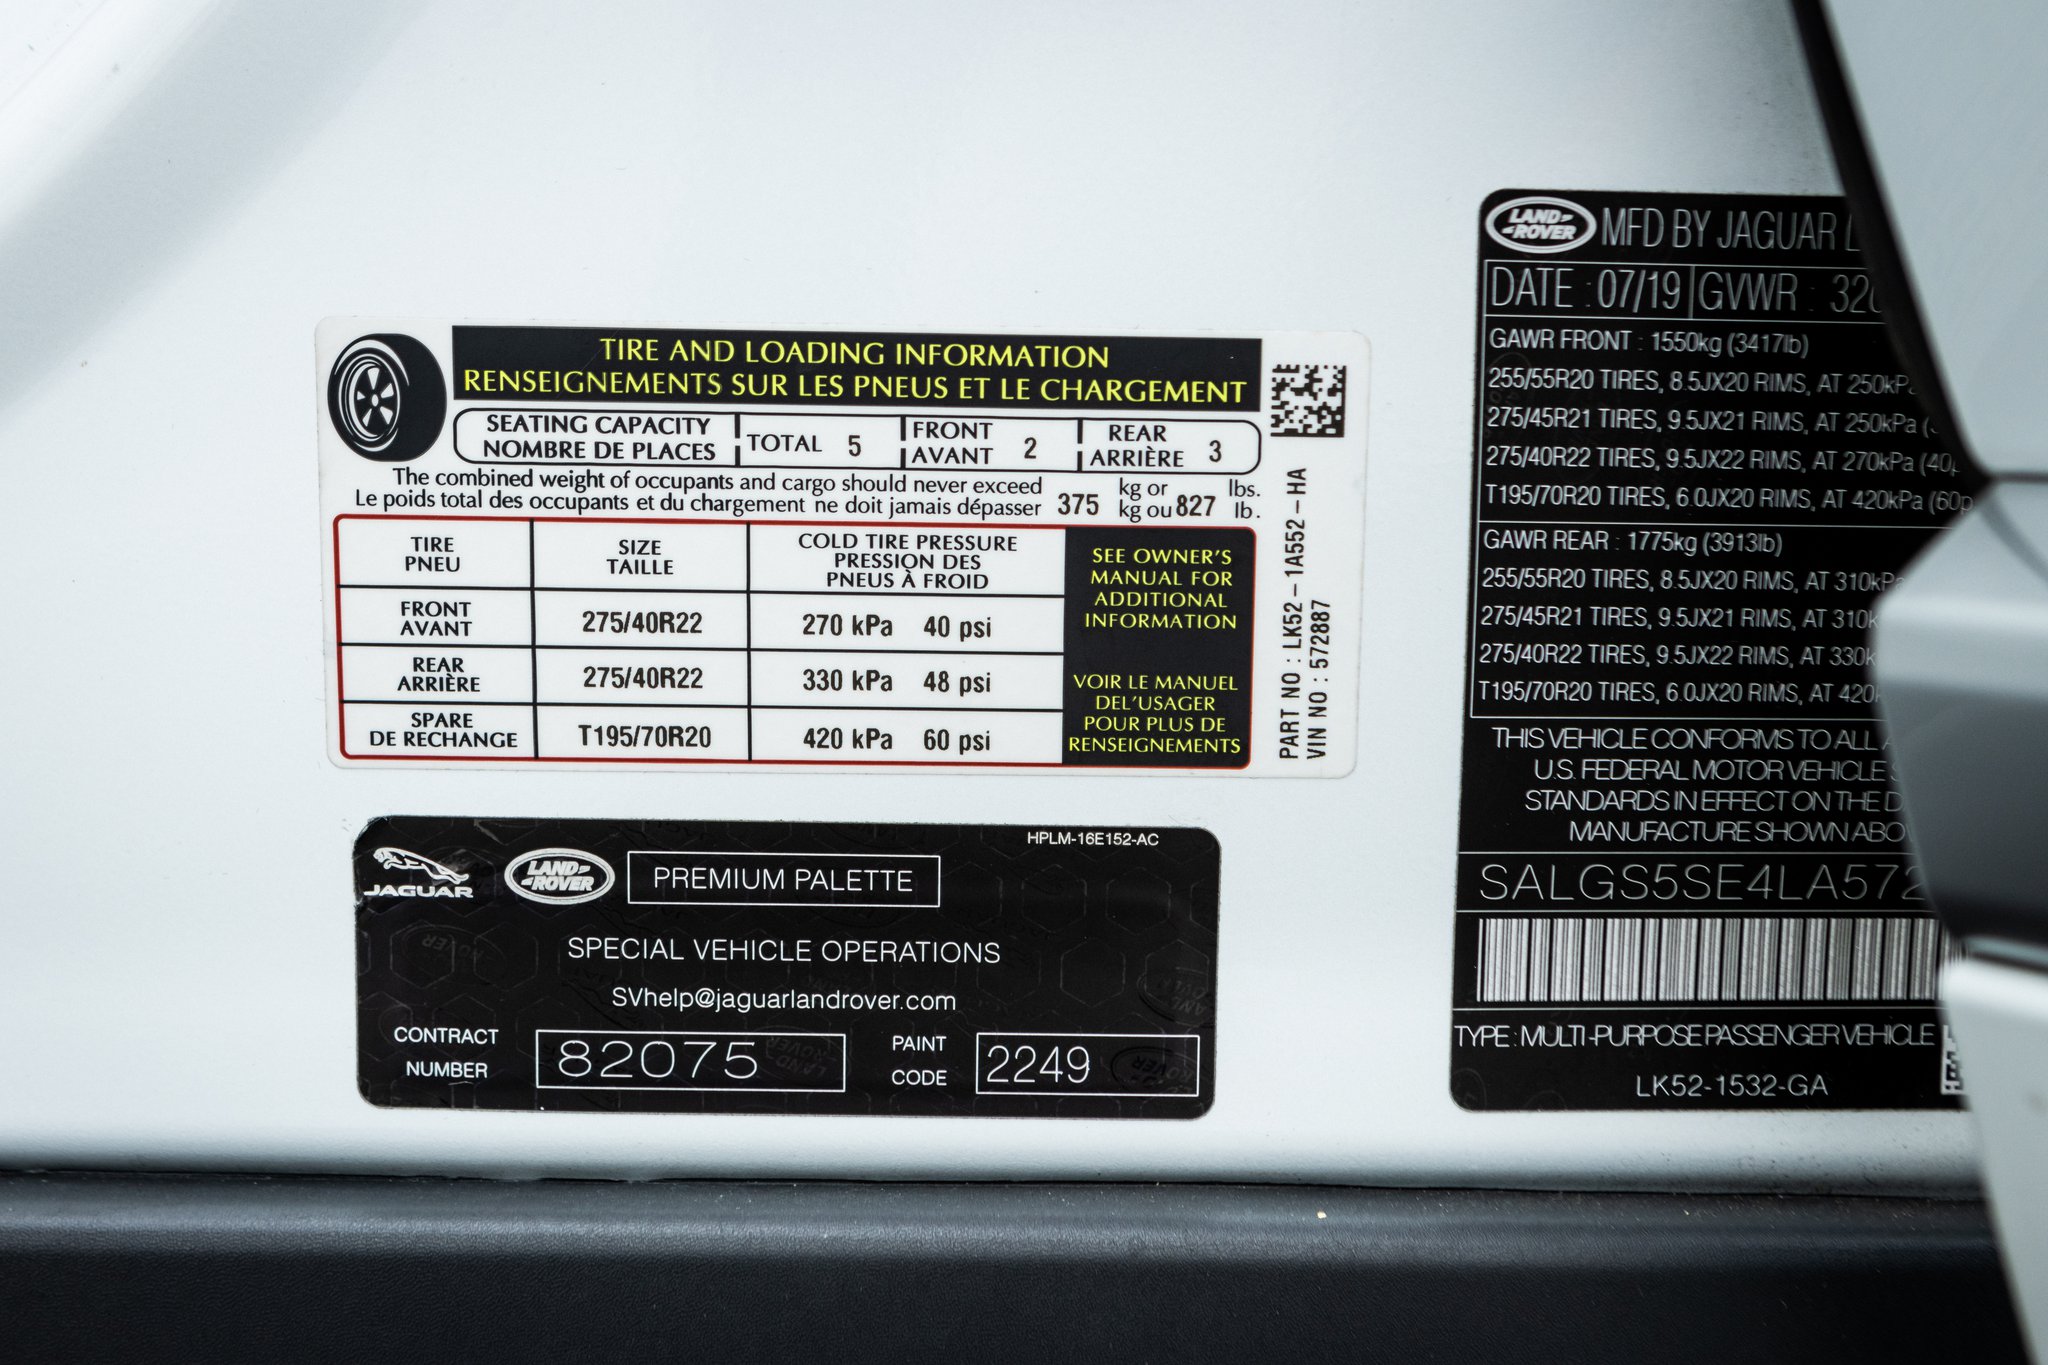 TIRE AND LOADING INFORMATION
RENSEIGNEMENTS SUR LES PNEUS ET LE CHARGEMENT
SEATING CAPACITY
NOMBRE DE PLACES
TOTAL 5
FRONT
AVANT 2
REAR
ARRIÈRE 3
The combined weight of occupants and cargo should never exceed
Le poids total des occupants et du chargement ne doit jamais dépasser
375 kg or
kg ou 827 lbs.
lb.
TIRE
PNEU
SIZE
TAILLE
COLD TIRE PRESSURE
PRESSION DES
PNEUS À FROID
FRONT
AVANT
275/40R22
270 kPa 40 psi
REAR
ARRIÈRE
275/40R22
330 kPa 48 psi
SPARE
DE RECHANGE
T195/70R20
420 kPa 60 psi
SEE OWNER'S
MANUAL FOR
ADDITIONAL
INFORMATION
VOIR LE MANUEL
DEL'USAGER
POUR PLUS DE
RENSEIGNEMENTS
PART NO : LK52-1A552-HA
VIN NO : 572887
HPLM-16E152-AC
JAGUAR
LAND ROVER
PREMIUM PALETTE
SPECIAL VEHICLE OPERATIONS
SVhelp@jaguarlandrover.com
CONTRACT
NUMBER
82075
PAINT
CODE
2249
LAND ROVER
MFD BY JAGUAR
DATE : 07/19 GVWR :
GAWR FRONT : 1550kg (3417lb)
255/55R20 TIRES, 8.5JX20 RIMS, AT 250kPa
275/45R21 TIRES, 9.5JX21 RIMS, AT 250kPa
275/40R22 TIRES, 9.5JX22 RIMS, AT 270kPa (40p
T195/70R20 TIRES, 6.0JX20 RIMS, AT 420kPa (60p
GAWR REAR : 1775kg (3913lb)
255/55R20 TIRES, 8.5JX20 RIMS, AT 310kPa
275/45R21 TIRES, 9.5JX21 RIMS, AT 310k
275/40R22 TIRES, 9.5JX22 RIMS, AT 330k
T195/70R20 TIRES, 6.0JX20 RIMS, AT 420
THIS VEHICLE CONFORMS TO ALL A
U.S. FEDERAL MOTOR VEHICLE S
STANDARDS IN EFFECT ON THE D
MANUFACTURE SHOWN ABO
SALGS5SE4LA572
TYPE : MULTI-PURPOSE PASSENGER VEHICLE
LK52-1532-GA